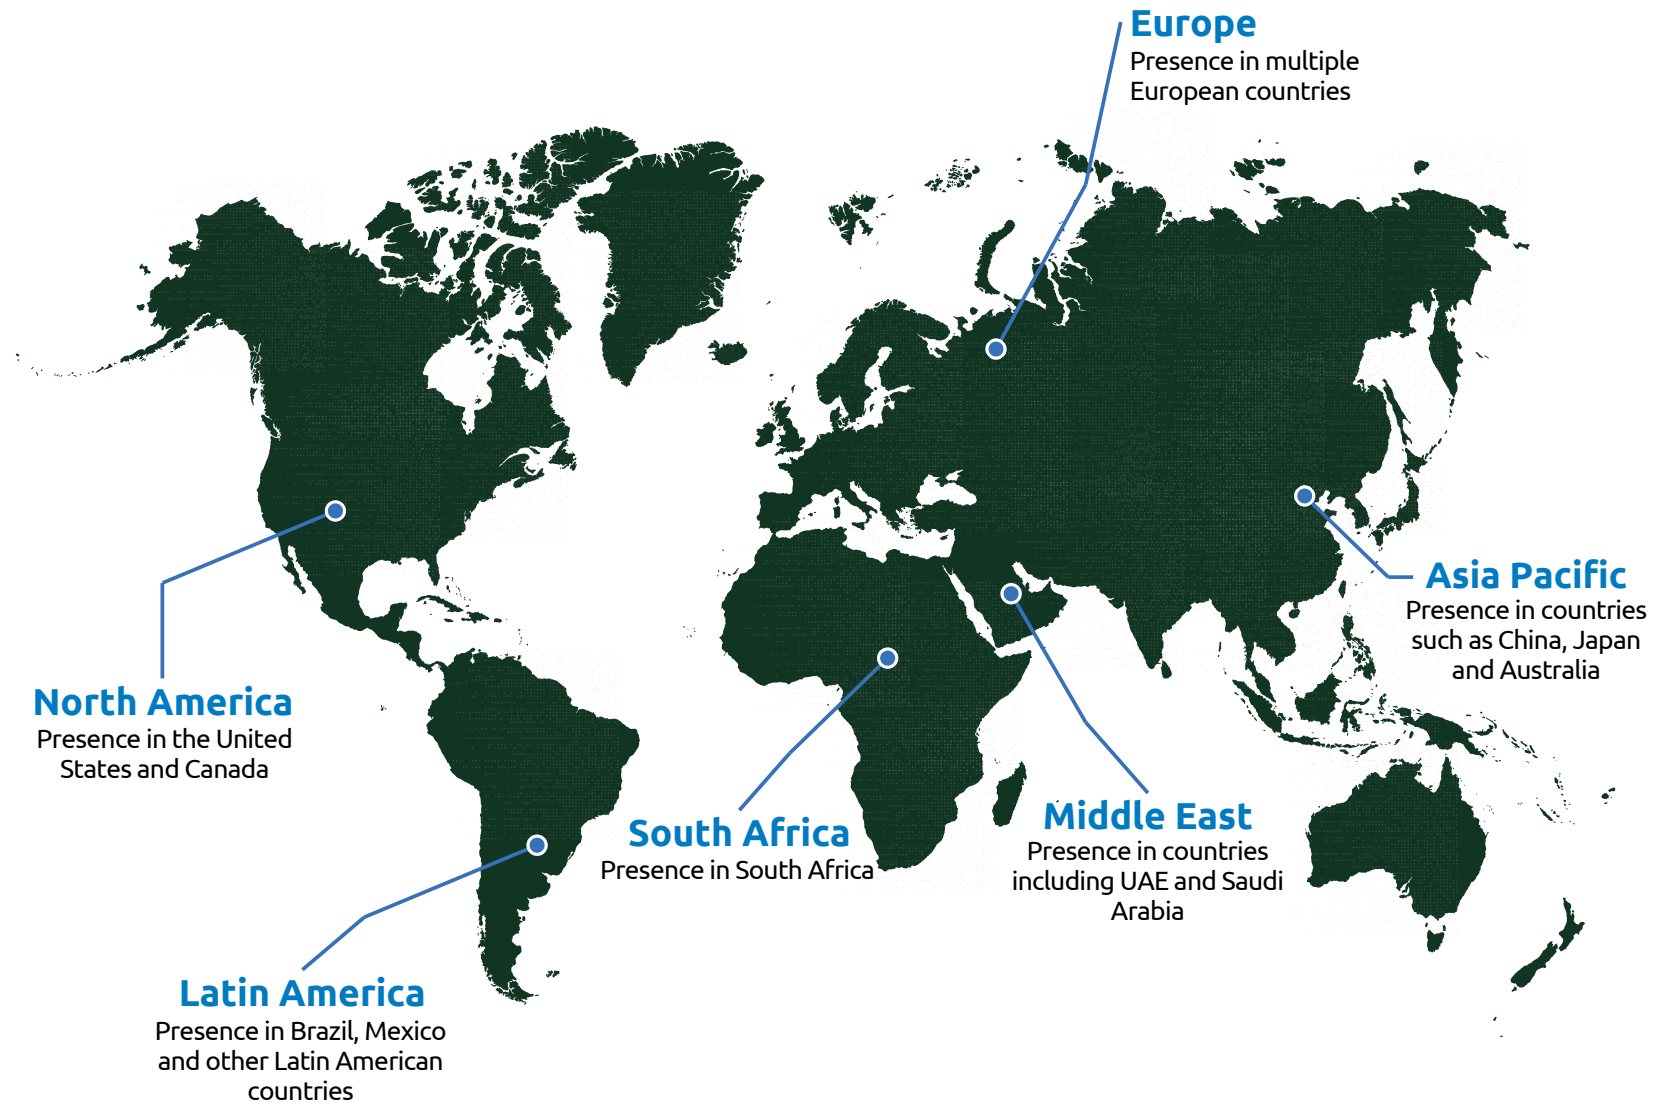 Europe
Presence in multiple
European countries
Asia Pacific
Presence in countries
such as China, Japan
and Australia
North America
Presence in the United
States and Canada
South Africa
Presence in South Africa
Middle East
Presence in countries
including UAE and Saudi
Arabia
Latin America
Presence in Brazil, Mexico
and other Latin American
countries